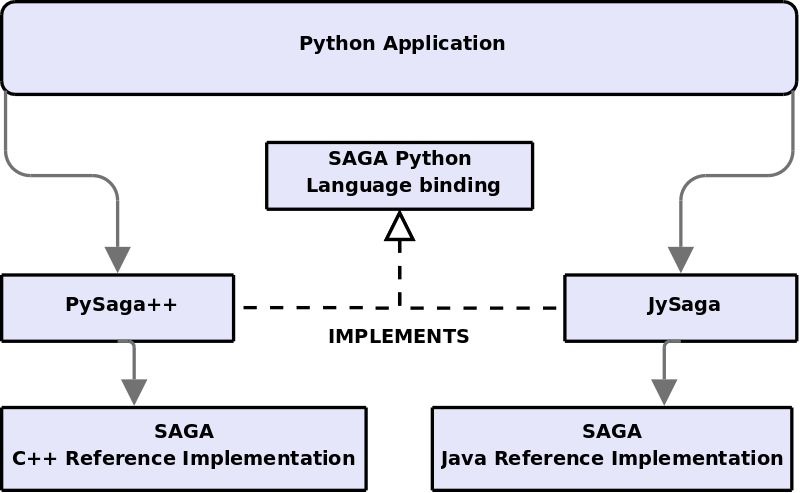 Python Application
SAGA Python
Language binding
PySaga++
JySaga
IMPLEMENTS
SAGA
C++ Reference Implementation
SAGA
Java Reference Implementation